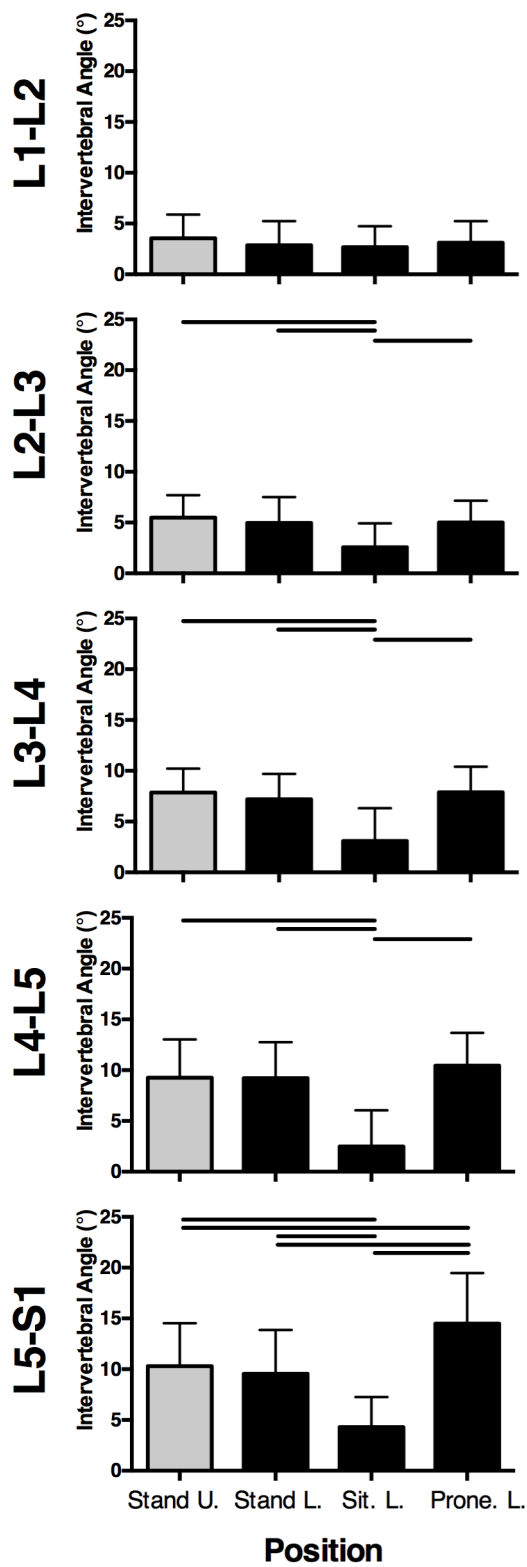 L1-L2
Intervertebral Angle (°)
25
20
15
10
5
0
L2-L3
Intervertebral Angle (°)
25
20
15
10
5
0
L3-L4
Intervertebral Angle (°)
25
20
15
10
5
0
L4-L5
Intervertebral Angle (°)
25
20
15
10
5
0
L5-S1
Intervertebral Angle (°)
25
20
15
10
5
0
Stand U. Stand L. Sit. L. Prone. L.
Position